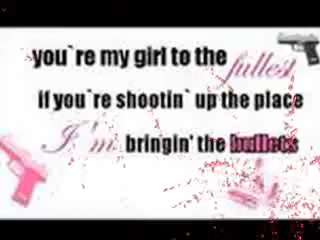 you`re my girl to the fullest
if you`re shootin` up the place
I'm bringin' the bullets